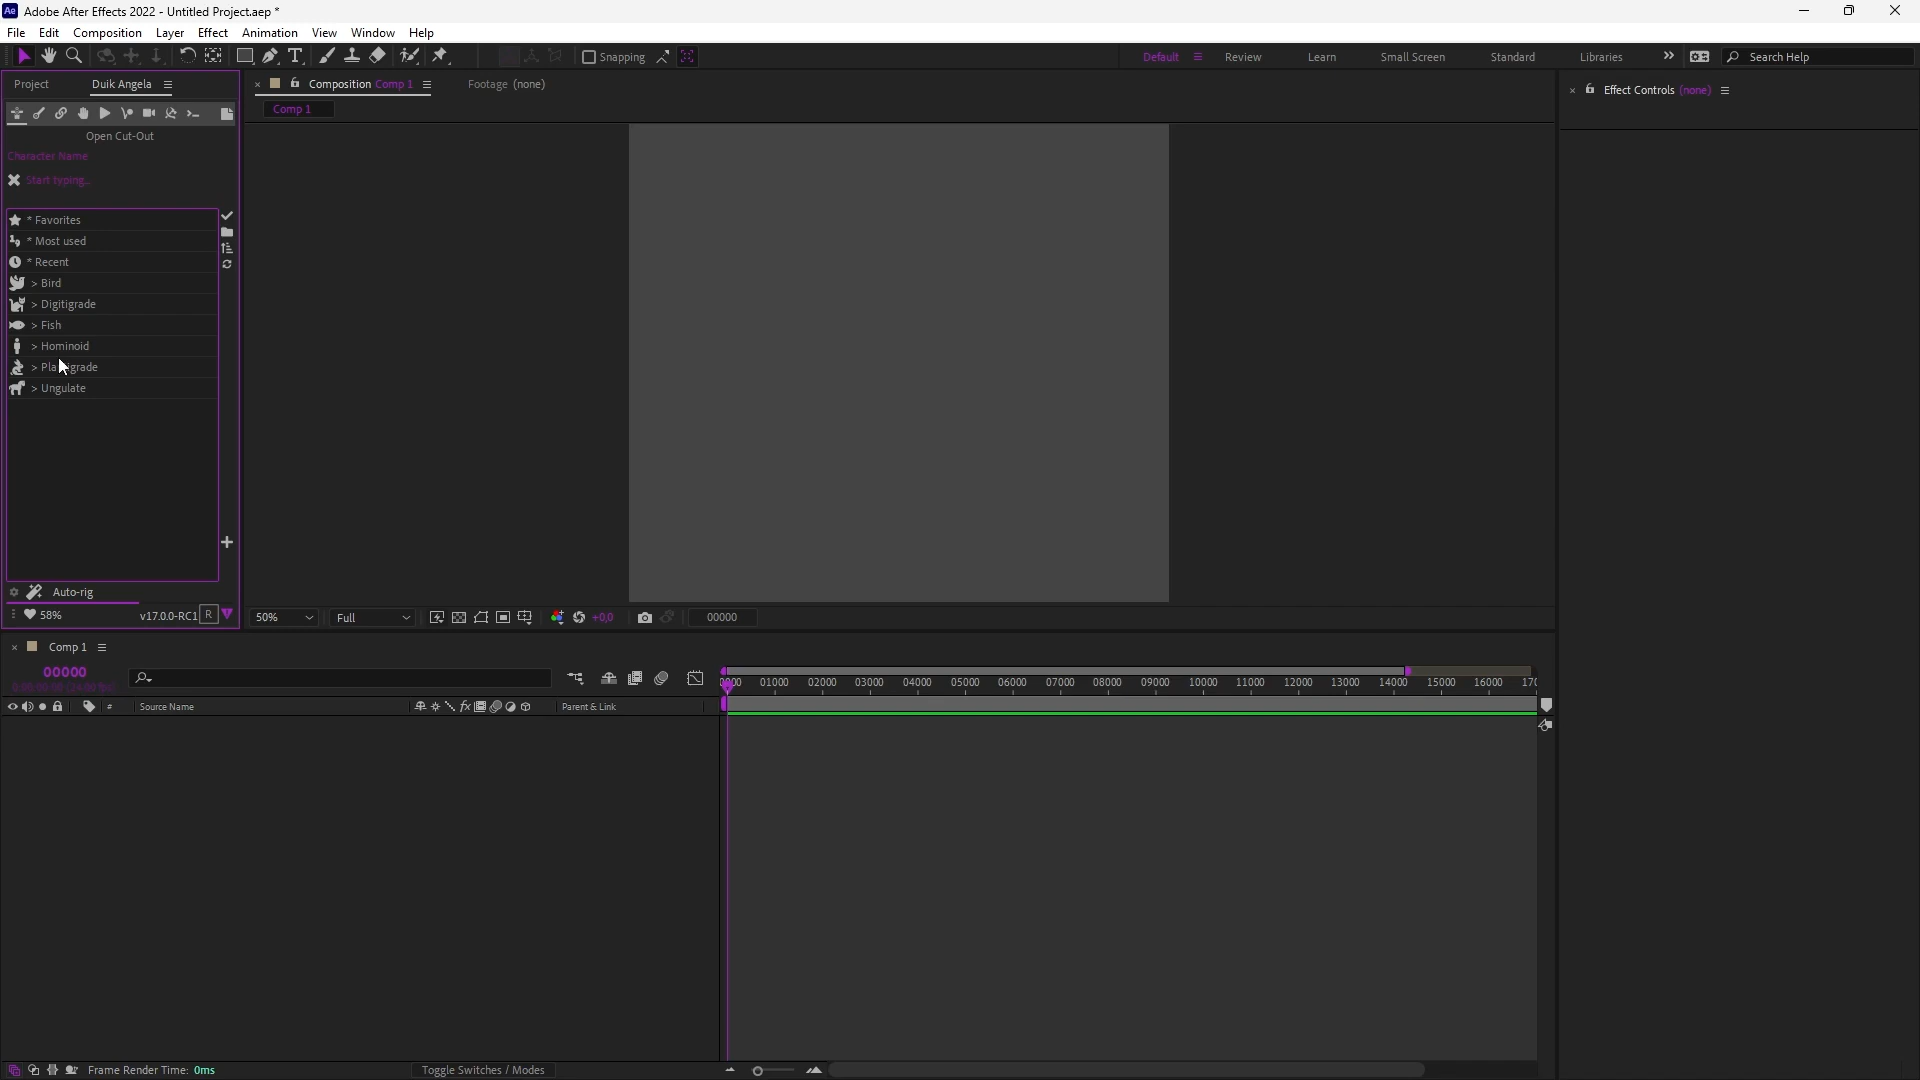 Adobe After Effects 2022 - Untitled Project.aep *
File Edit Composition Layer Effect Animation View Window Help
Snapping
Default Review Learn Small Screen Standard Libraries Search Help
Project Duik Angela
Composition Comp 1 Footage (none)
Effect Controls (none)
Comp 1
Open Cut-Out
Character Name
Start typing...
* Favorites
* Most used
* Recent
> Bird
> Digitigrade
> Fish
> Hominoid
> Ungulate
Auto-rig
58% v17.0.0-RC1 R
50% Full +0,0 00000
Comp 1
00000
01000 02000 03000 04000 05000 06000 07000 08000 09000 10000 11000 12000 13000 14000 15000 16000
# Source Name Parent & Link
Frame Render Time: 0ms Toggle Switches / Modes